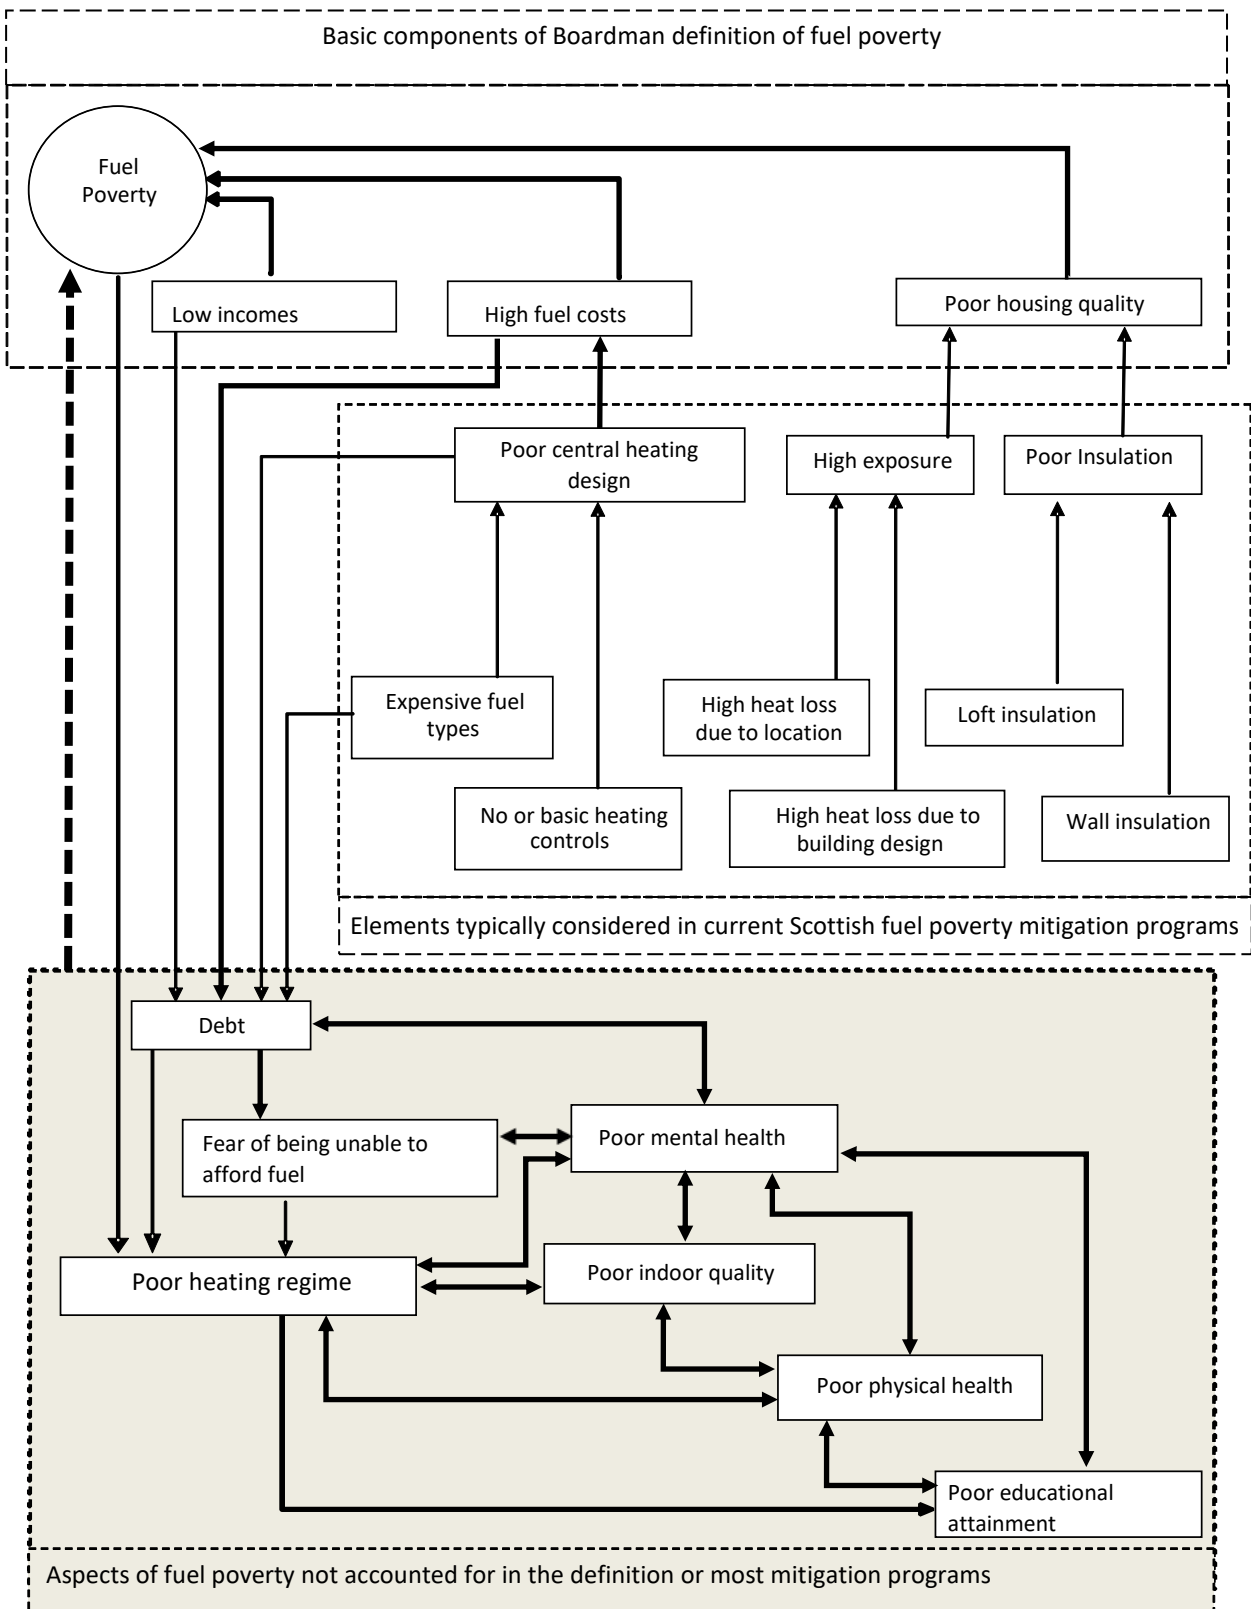 Basic components of Boardman definition of fuel poverty
Fuel
Poverty
Low incomes
High fuel costs
Poor housing quality
Poor central heating
design
High exposure
Poor Insulation
Expensive fuel
types
High heat loss
due to location
Loft insulation
No or basic heating
controls
High heat loss due to
building design
Wall insulation
Elements typically considered in current Scottish fuel poverty mitigation programs
Debt
Fear of being unable to
afford fuel
Poor mental health
Poor heating regime
Poor indoor quality
Poor physical health
Poor educational
attainment
Aspects of fuel poverty not accounted for in the definition or most mitigation programs